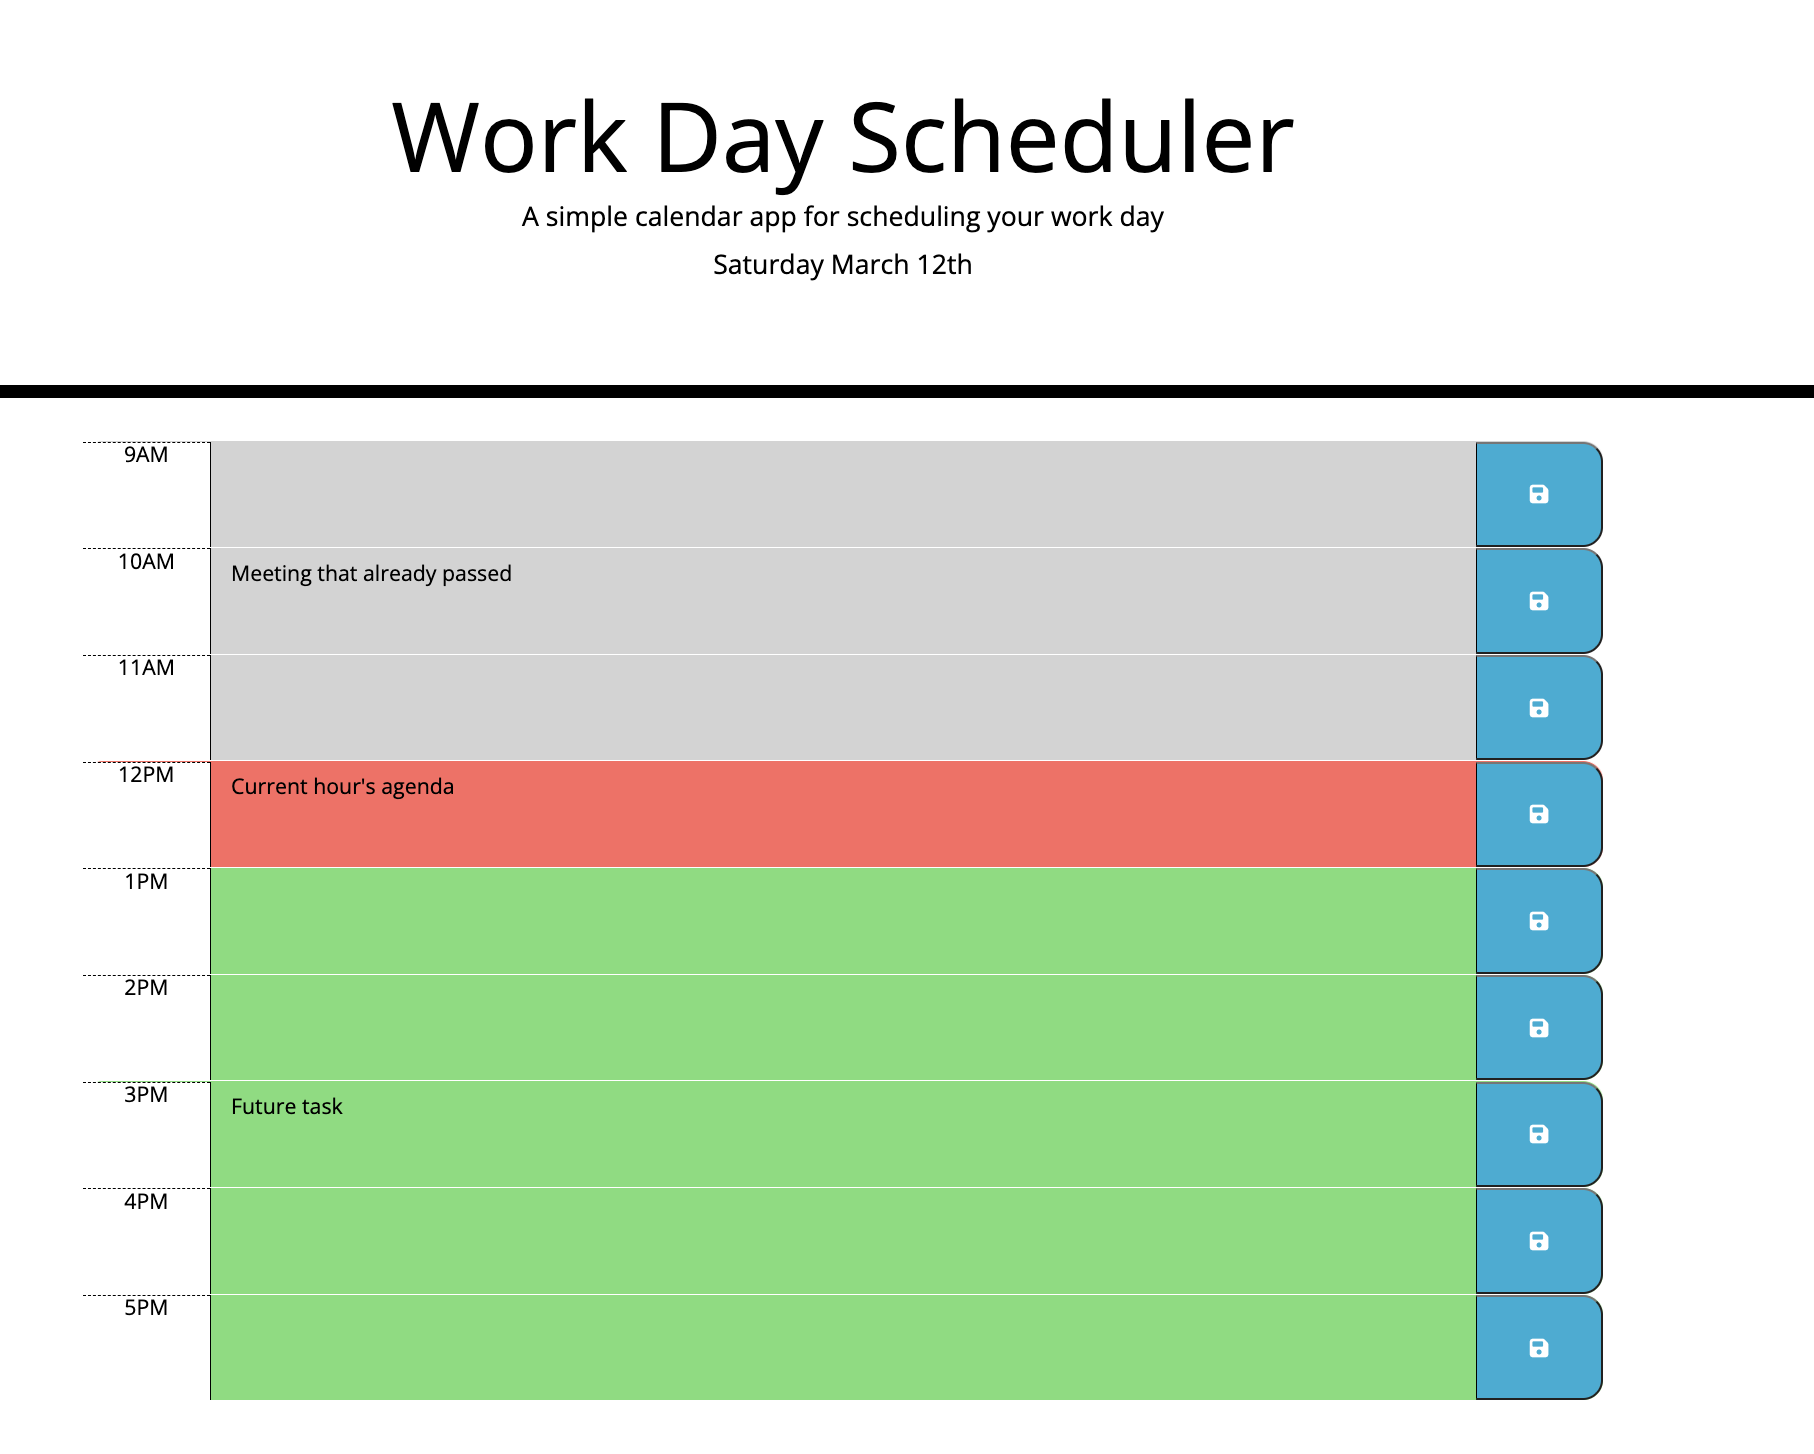 Work Day Scheduler
A simple calendar app for scheduling your work day
Saturday March 12th
9AM
10AM
Meeting that already passed
11AM
12PM
Current hour's agenda
1PM
2PM
3PM
Future task
4PM
5PM